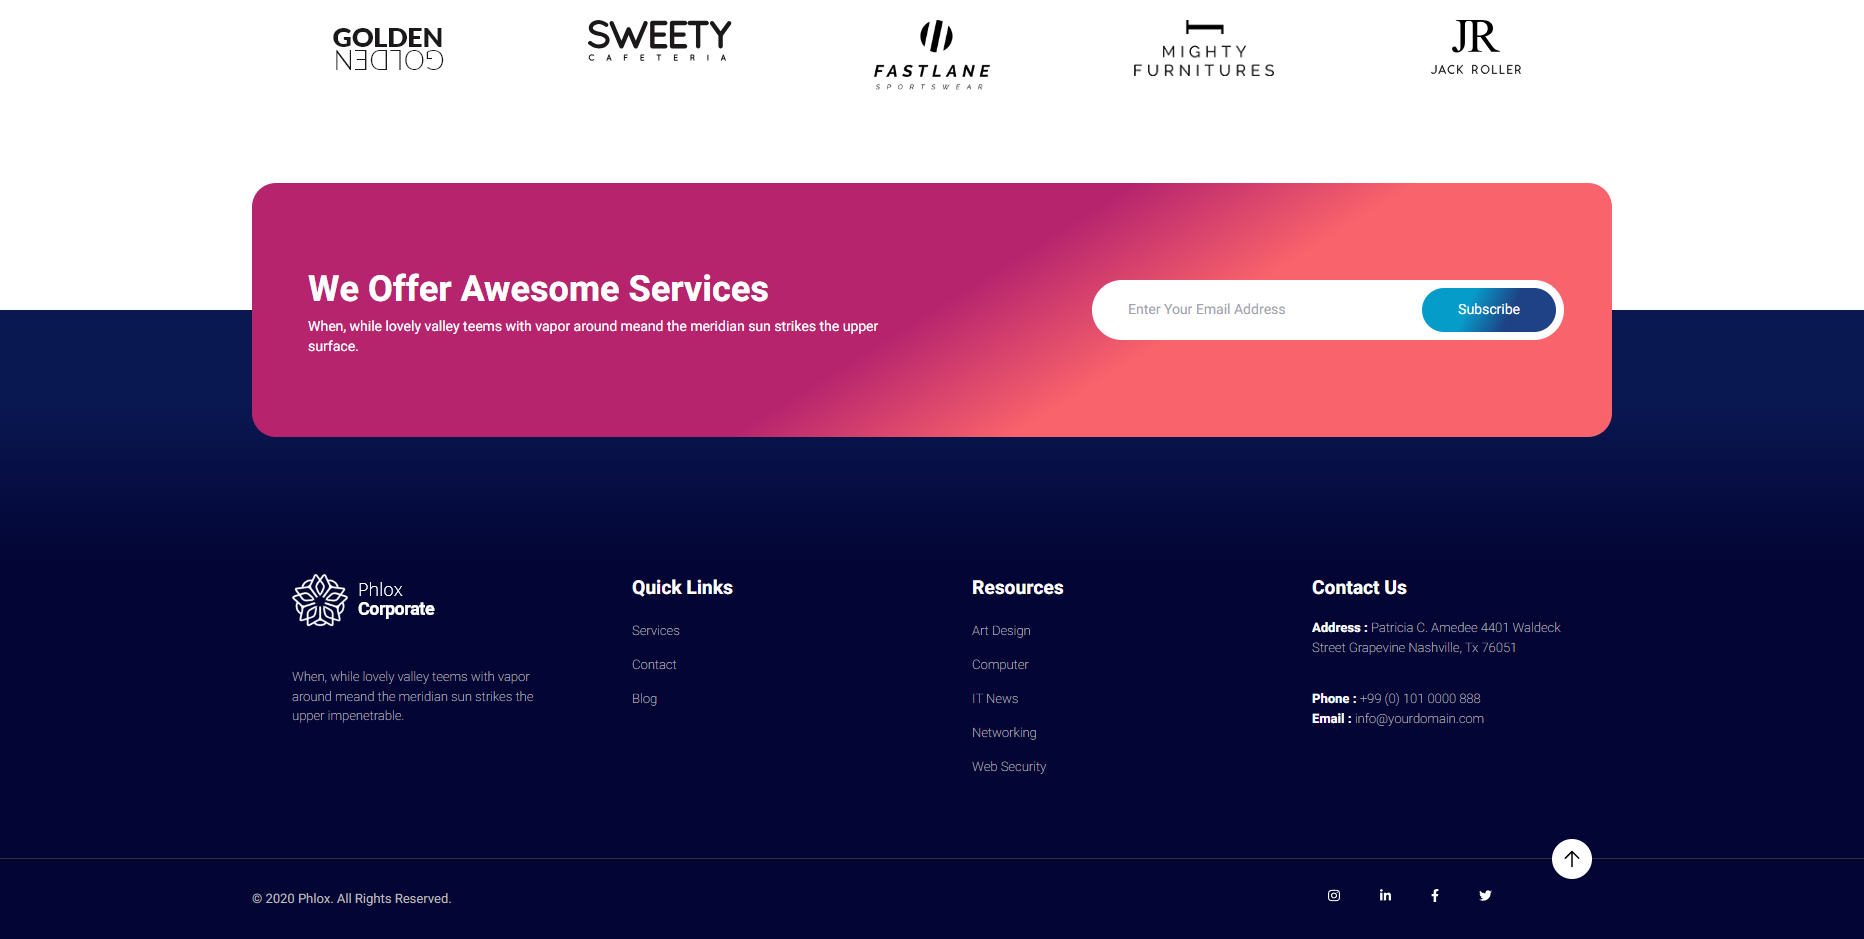 GOLDEN
GOLDEN
SWEETY
CAFETERIA
FASTLANE
SPORTSWEAR
MIGHTY
FURNITURES
JR
JACK ROLLER
We Offer Awesome Services
When, while lovely valley teems with vapor around meand the meridian sun strikes the upper
surface.
Enter Your Email Address
Subscribe
Phlox
Corporate
When, while lovely valley teems with vapor
around meand the meridian sun strikes the
upper impenetrable.
Quick Links
Services
Contact
Blog
Resources
Art Design
Computer
IT News
Networking
Web Security
Contact Us
Address : Patricia C. Amedee 4401 Waldeck
Street Grapevine Nashville, Tx 76051
Phone : +99 (0) 101 0000 888
Email : info@yourdomain.com
© 2020 Phlox. All Rights Reserved.